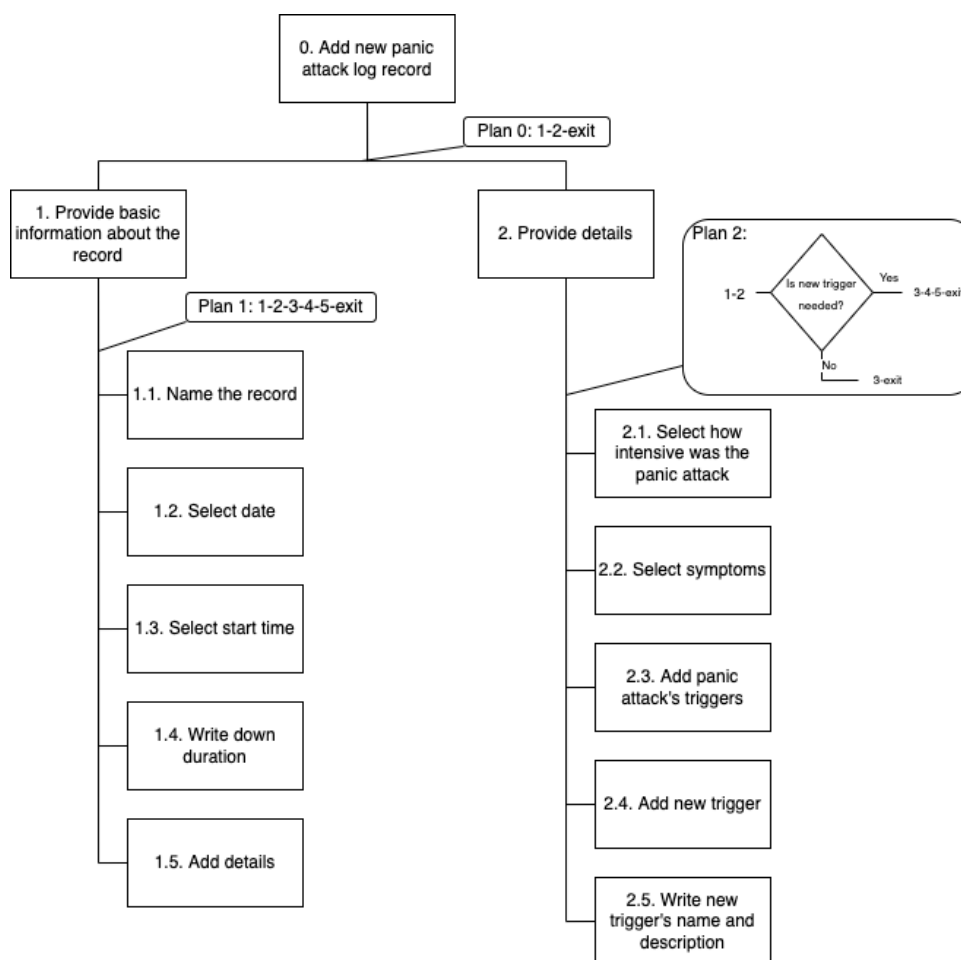 0. Add new panic
attack log record
Plan 0: 1-2-exit
1. Provide basic
information about the
record
2. Provide details
Plan 2:
Is new trigger
needed?
1-2
Yes
3-4-5-exit
No
3-exit
Plan 1: 1-2-3-4-5-exit
1.1. Name the record
1.2. Select date
1.3. Select start time
1.4. Write down
duration
1.5. Add details
2.1. Select how
intensive was the
panic attack
2.2. Select symptoms
2.3. Add panic
attack's triggers
2.4. Add new trigger
2.5. Write new
trigger's name and
description